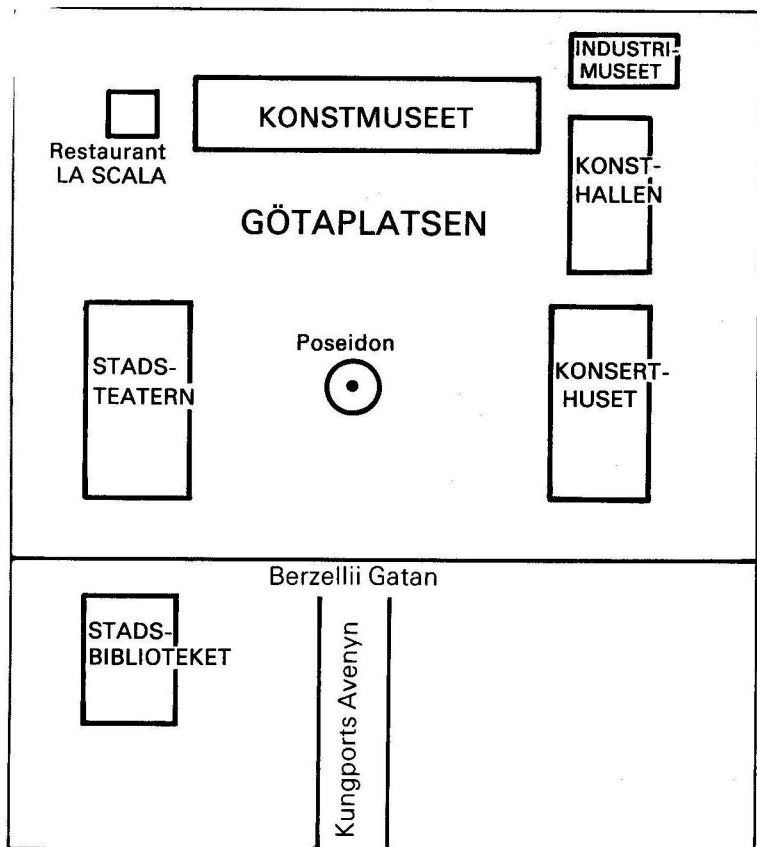 INDUSTRI-
MUSEET
KONSTMUSEET
Restaurant
LA SCALA
KONST-
HALLEN
GÖTAPLATSEN
Poseidon
STADS-
TEATERN
KONSERT-
HUSET
Berzellii Gatan
STADS-
BIBLIOTEKET
Kungports Avenyn